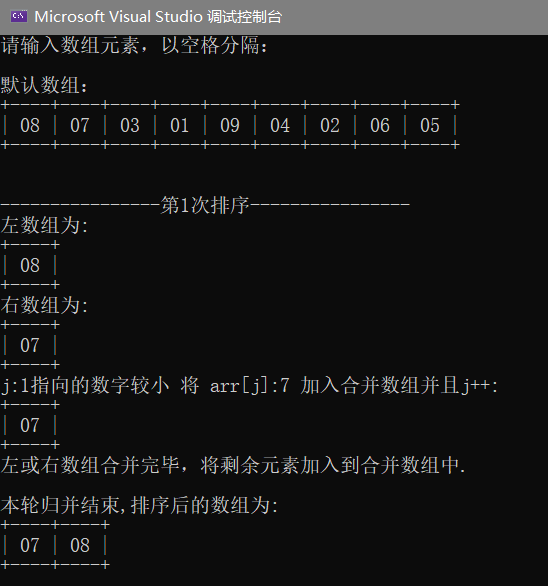 Microsoft Visual Studio 调试控制台
请输入数组元素，以空格分隔：
默认数组：
+----+----+----+----+----+----+----+----+----+
| 08 | 07 | 03 | 01 | 09 | 04 | 02 | 06 | 05 |
+----+----+----+----+----+----+----+----+----+
----------------第1次排序----------------
左数组为:
+----+
| 08 |
+----+
右数组为:
+----+
| 07 |
+----+
j:1指向的数字较小 将 arr[j]:7 加入合并数组并且j++:
+----+
| 07 |
+----+
左或右数组合并完毕，将剩余元素加入到合并数组中.
本轮归并结束,排序后的数组为:
+----+----+
| 07 | 08 |
+----+----+